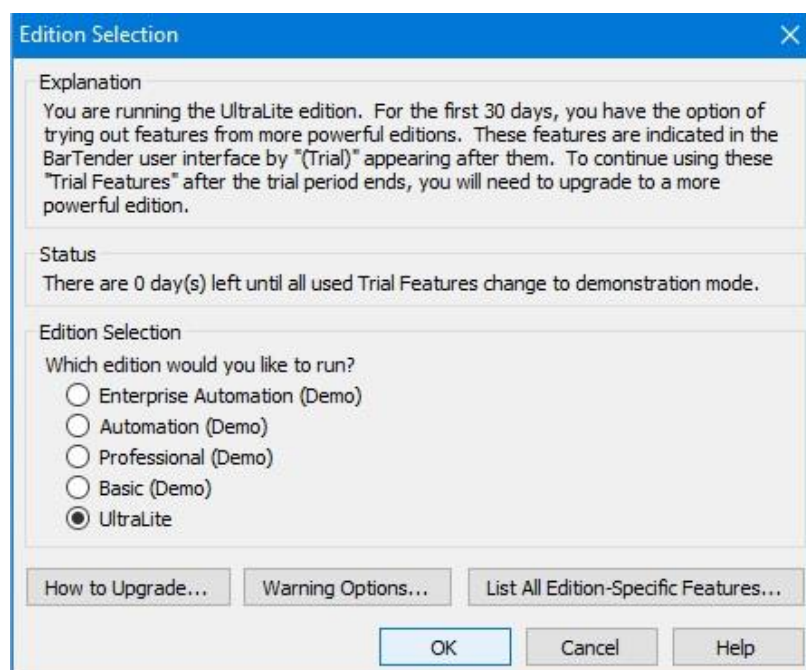 Edition Selection
Explanation
You are running the UltraLite edition.  For the first 30 days, you have the option of
trying out features from more powerful editions.  These features are indicated in the
BarTender user interface by "(Trial)" appearing after them.  To continue using these
"Trial Features" after the trial period ends, you will need to upgrade to a more
powerful edition.
Status
There are 0 day(s) left until all used Trial Features change to demonstration mode.
Edition Selection
Which edition would you like to run?
Enterprise Automation (Demo)
Automation (Demo)
Professional (Demo)
Basic (Demo)
UltraLite
How to Upgrade... Warning Options... List All Edition-Specific Features...
OK Cancel Help